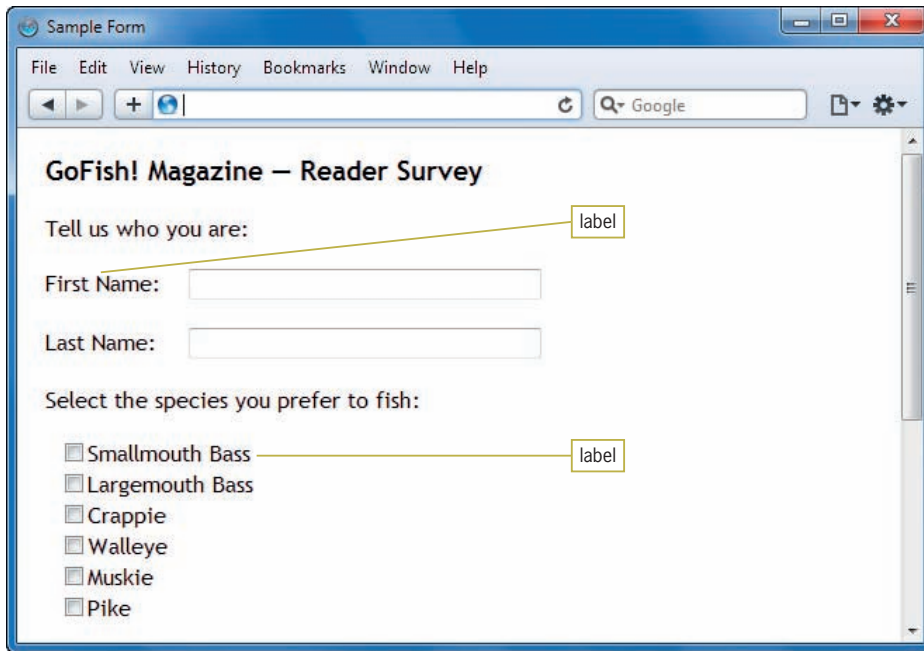 Sample Form
File Edit View History Bookmarks Window Help
Google
GoFish! Magazine — Reader Survey
Tell us who you are:
label
First Name:
Last Name:
Select the species you prefer to fish:
Smallmouth Bass
label
Largemouth Bass
Crappie
Walleye
Muskie
Pike